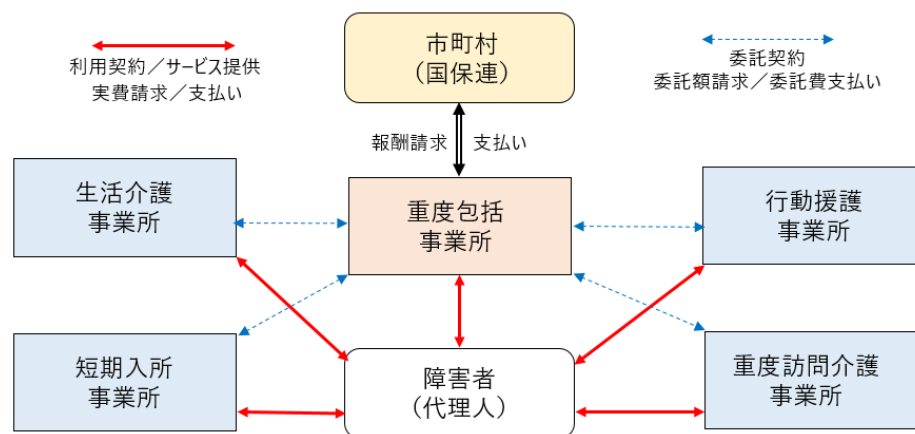 利用契約／サービス提供
実費請求／支払い
市町村
（国保連）
委託契約
委託額請求／委託費支払い
報酬請求
支払い
生活介護
事業所
重度包括
事業所
行動援護
事業所
短期入所
事業所
障害者
（代理人）
重度訪問介護
事業所